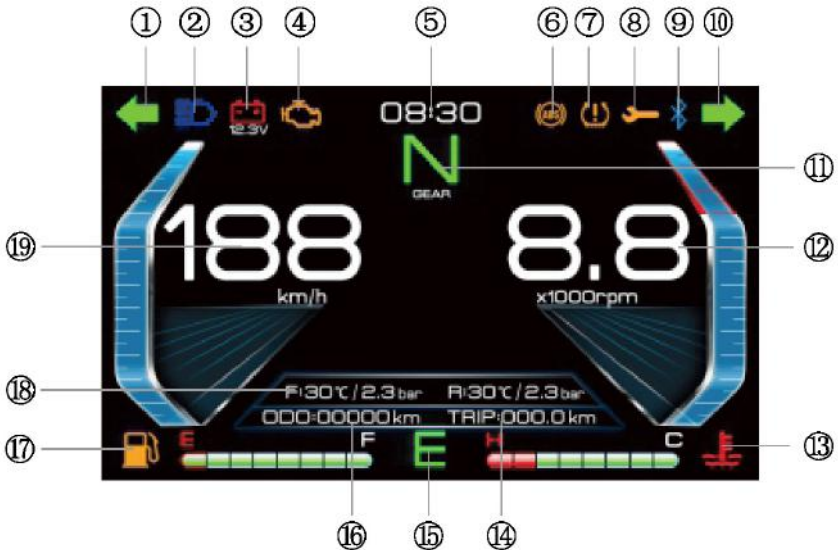 ① ② ③ ④ ⑤ ⑥ ⑦ ⑧ ⑨ ⑩
12.3V
08:30
ABS
N
GEAR
⑪
⑲ 188 8.8 ⑫
km/h x1000rpm
⑱ F:30℃/2.3bar R:30℃/2.3bar
ODO:00000km TRIP:000.0km
⑰ E F E H C ⑬
⑯ ⑮ ⑭